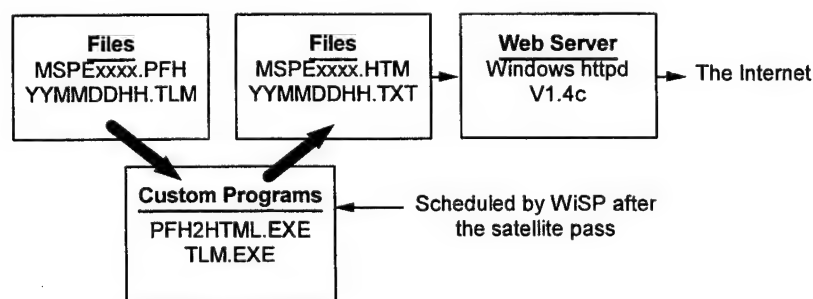 Files
MSPExxxx.PFH
YYMMDDHH.TLM
Files
MSPExxxx.HTM
YYMMDDHH.TXT
Web Server
Windows httpd
V1.4c
The Internet
Custom Programs
PFH2HTML.EXE
TLM.EXE
Scheduled by WiSP after
the satellite pass